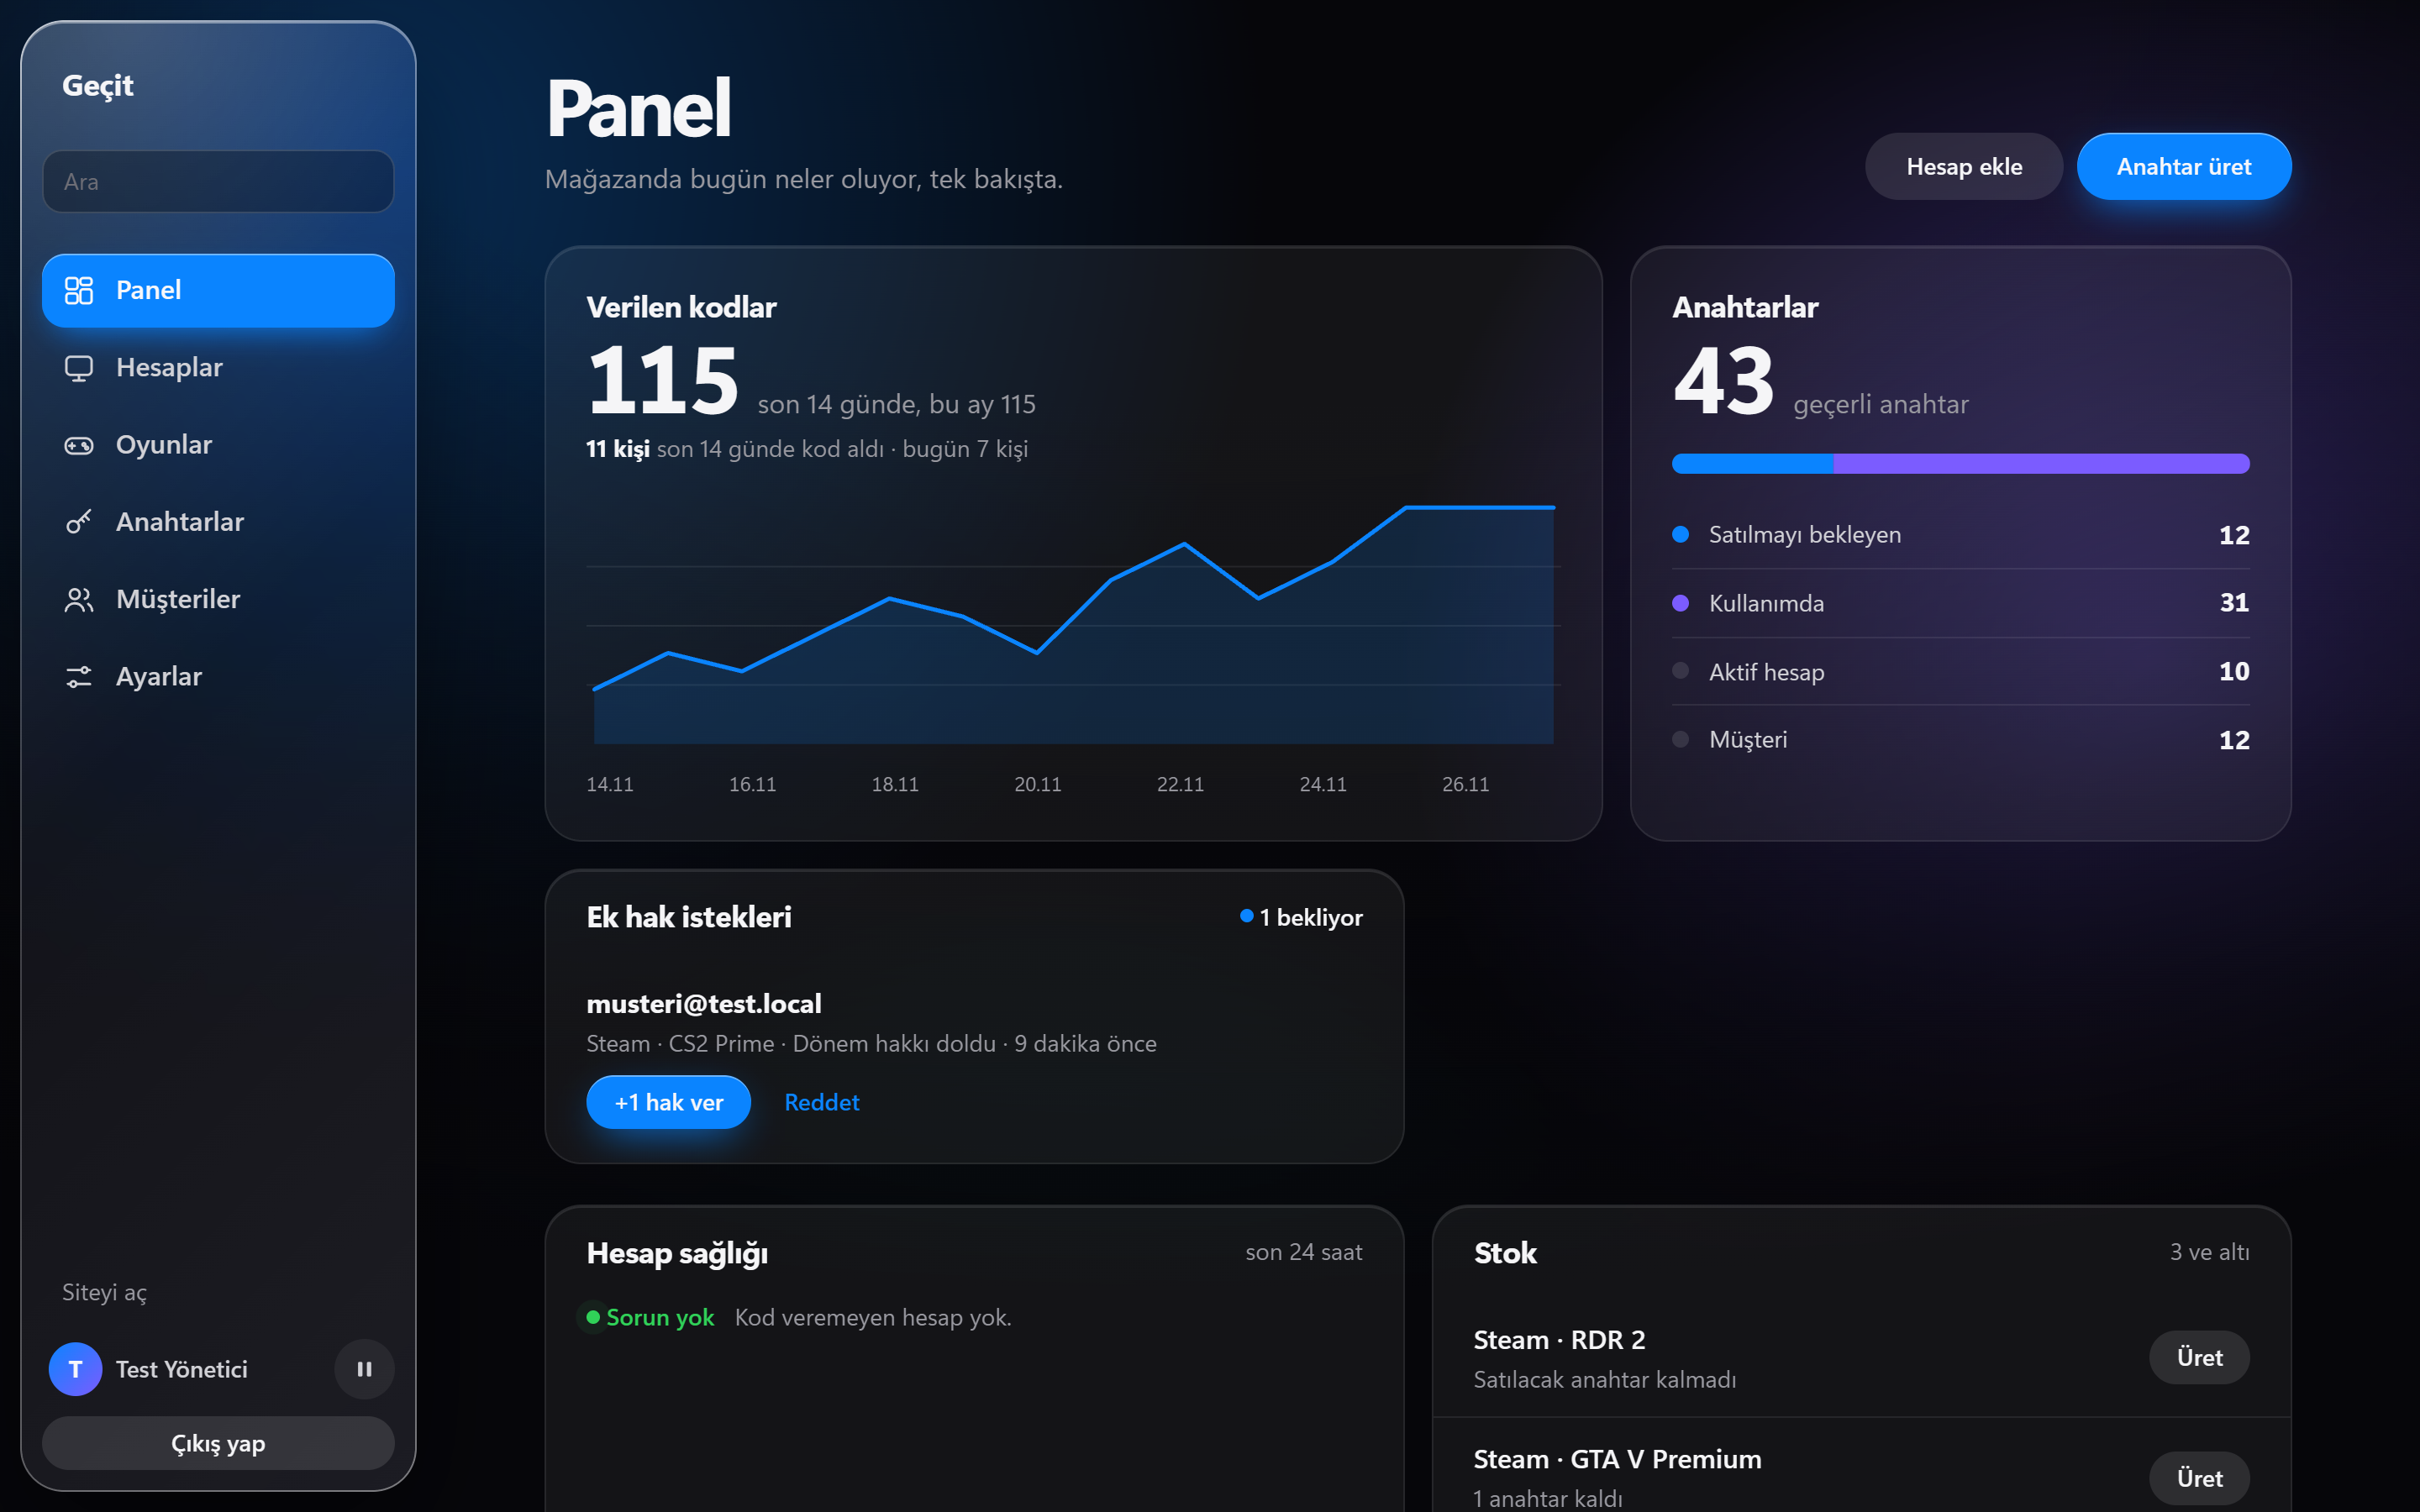 Geçit
Ara
Panel
Hesaplar
Oyunlar
Anahtarlar
Müşteriler
Ayarlar
Siteyi aç
T
Test Yönetici
Çıkış yap
Panel
Mağazanda bugün neler oluyor, tek bakışta.
Hesap ekle
Anahtar üret
Verilen kodlar
115 son 14 günde, bu ay 115
11 kişi son 14 günde kod aldı · bugün 7 kişi
14.11 16.11 18.11 20.11 22.11 24.11 26.11
Anahtarlar
43 geçerli anahtar
Satılmayı bekleyen 12
Kullanımda 31
Aktif hesap 10
Müşteri 12
Ek hak istekleri
1 bekliyor
musteri@test.local
Steam · CS2 Prime · Dönem hakkı doldu · 9 dakika önce
+1 hak ver
Reddet
Hesap sağlığı
son 24 saat
Sorun yok Kod veremeyen hesap yok.
Stok
3 ve altı
Steam · RDR 2
Satılacak anahtar kalmadı
Üret
Steam · GTA V Premium
1 anahtar kaldı
Üret